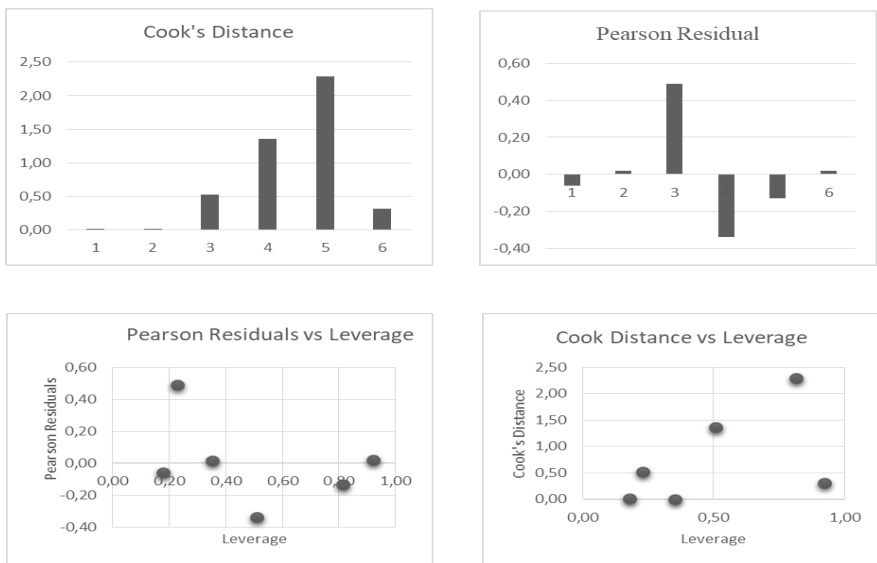 Cook's Distance
2,50
2,00
1,50
1,00
0,50
0,00
1 2 3 4 5 6
Pearson Residual
0,60
0,40
0,20
0,00
-0,20
-0,40
1 2 3 6
Pearson Residuals vs Leverage
Pearson Residuals
0,60
0,40
0,20
0,00
-0,20
-0,40
0,00 0,20 0,40 0,60 0,80 1,00
Leverage
Cook Distance vs Leverage
Cook's Distance
2,50
2,00
1,50
1,00
0,50
0,00
0,00 0,50 1,00
Leverage